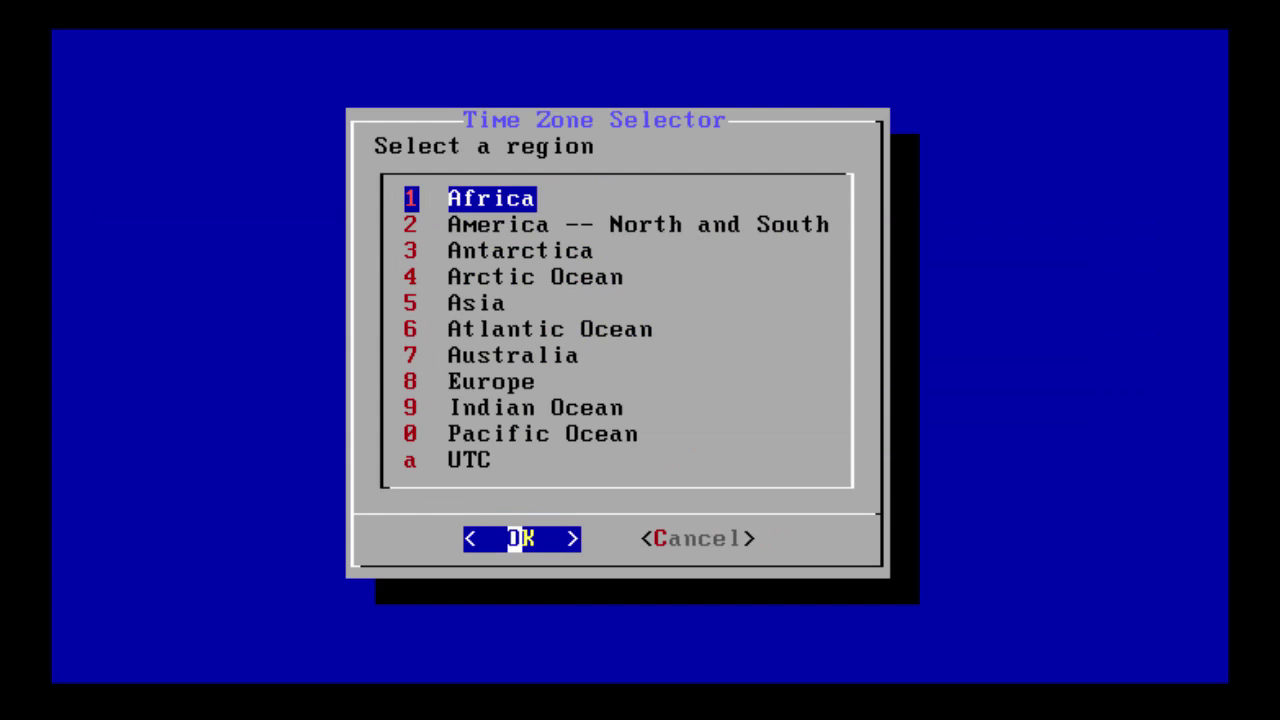 Time Zone Selector
Select a region
1 Africa
2 America -- North and South
3 Antarctica
4 Arctic Ocean
5 Asia
6 Atlantic Ocean
7 Australia
8 Europe
9 Indian Ocean
0 Pacific Ocean
a UTC
< OK > <Cancel>